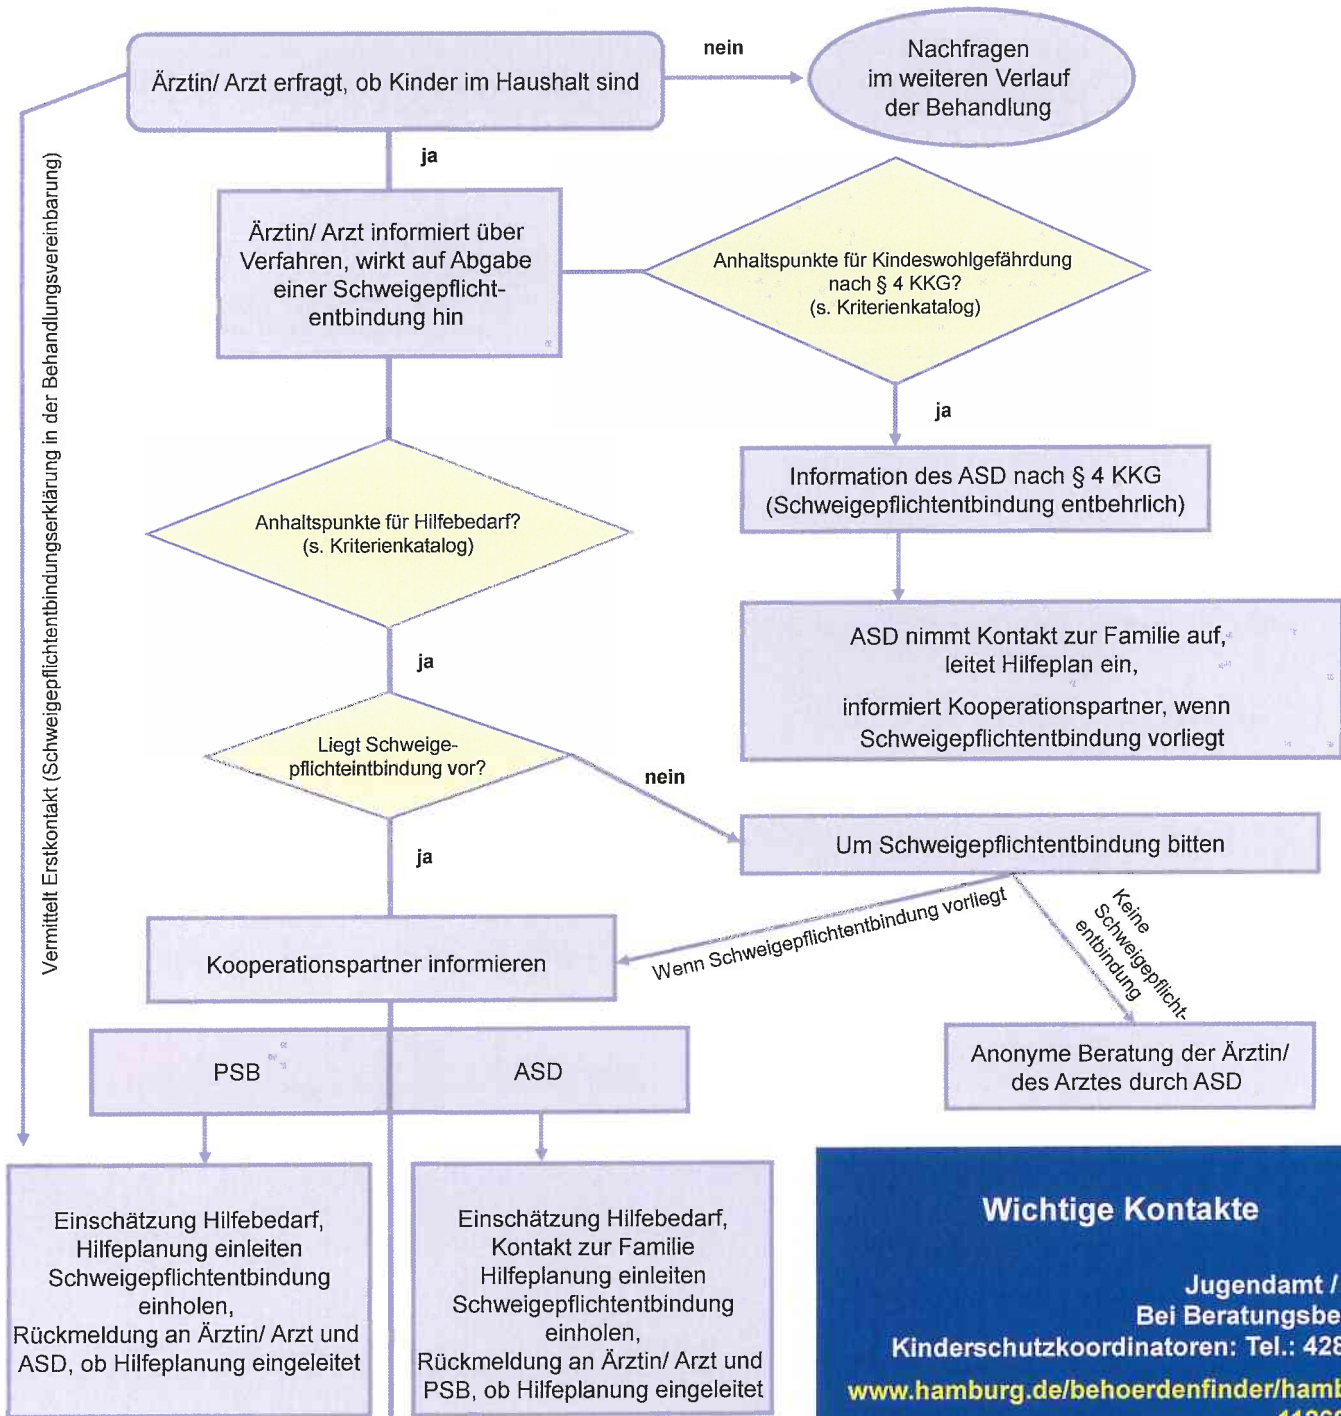 Ärztin/ Arzt erfragt, ob Kinder im Haushalt sind
nein
Nachfragen
im weiteren Verlauf
der Behandlung
ja
Ärztin/ Arzt informiert über
Verfahren, wirkt auf Abgabe
einer Schweigepflicht-
entbindung hin
Anhaltspunkte für Kindeswohlgefährdung
nach § 4 KKG?
(s. Kriterienkatalog)
ja
Information des ASD nach § 4 KKG
(Schweigepflichtentbindung entbehrlich)
ASD nimmt Kontakt zur Familie auf,
leitet Hilfeplan ein,
informiert Kooperationspartner, wenn
Schweigepflichtentbindung vorliegt
Vermittelt Erstkontakt (Schweigepflichtentbindungserklärung in der Behandlungsvereinbarung)
Anhaltspunkte für Hilfebedarf?
(s. Kriterienkatalog)
ja
Liegt Schweige-
pflichteintbindung vor?
nein
ja
Um Schweigepflichtentbindung bitten
Wenn Schweigepflichtentbindung vorliegt
Keine
Schweigepflicht-
entbindung
Kooperationspartner informieren
Anonyme Beratung der Ärztin/
des Arztes durch ASD
PSB
ASD
Einschätzung Hilfebedarf,
Hilfeplanung einleiten
Schweigepflichtentbindung
einholen,
Rückmeldung an Ärztin/ Arzt und
ASD, ob Hilfeplanung eingeleitet
Einschätzung Hilfebedarf,
Kontakt zur Familie
Hilfeplanung einleiten
Schweigepflichtentbindung
einholen,
Rückmeldung an Ärztin/ Arzt und
PSB, ob Hilfeplanung eingeleitet
Wichtige Kontakte
Jugendamt /
Bei Beratungsbe
Kinderschutzkoordinatoren: Tel.: 428
www.hamburg.de/behoerdenfinder/hamb